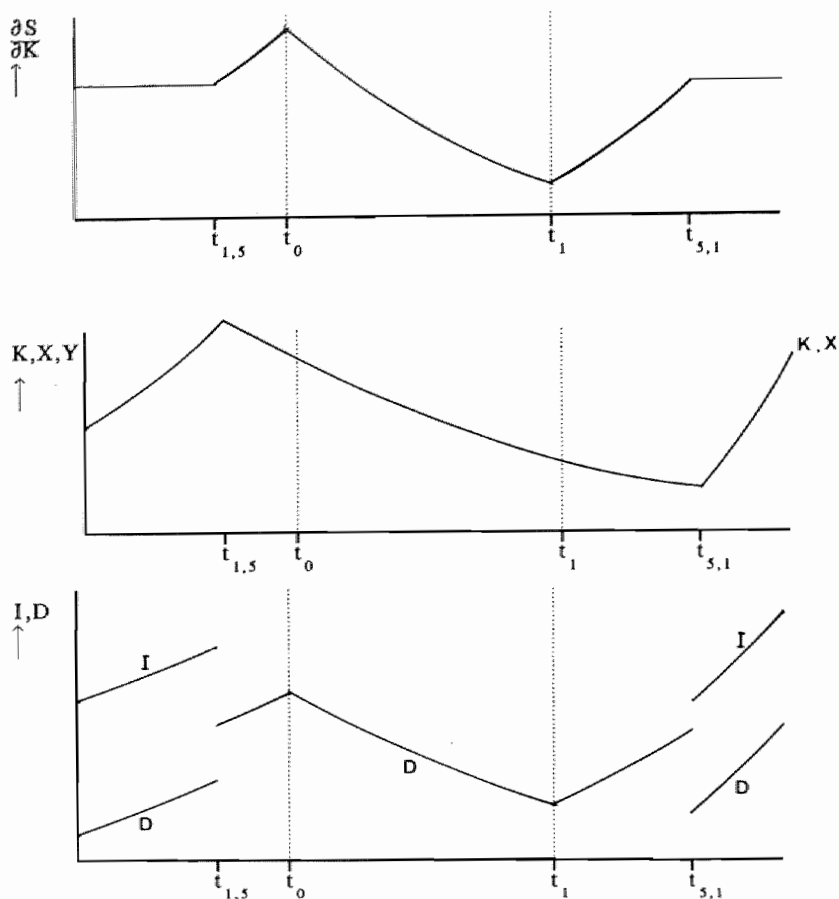 ∂S
∂K
↑
t1,5 t0 t1 t5,1
K,X,Y
↑
K,X
t1,5 t0 t1 t5,1
I,D
↑
I
D
D
I
D
t1,5 t0 t1 t5,1